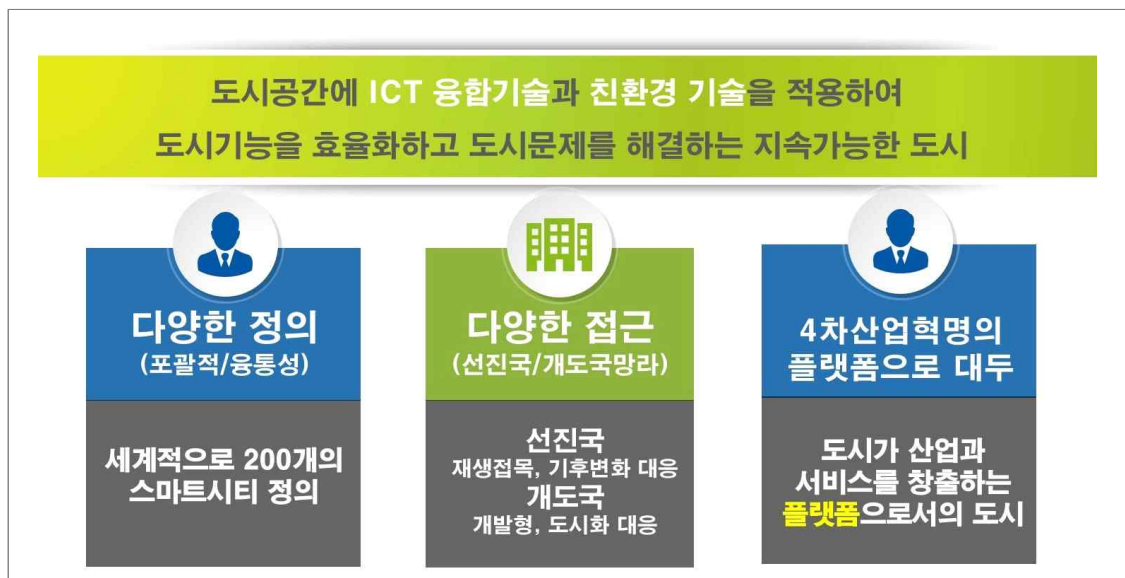 도시공간에 ICT 융합기술과 친환경 기술을 적용하여
도시기능을 효율화하고 도시문제를 해결하는 지속가능한 도시
다양한 정의
(포괄적/융통성)
세계적으로 200개의
스마트시티 정의
다양한 접근
(선진국/개도국망라)
선진국
재생접목, 기후변화 대응
개도국
개발형, 도시화 대응
4차산업혁명의
플랫폼으로 대두
도시가 산업과
서비스를 창출하는
플랫폼으로서의 도시